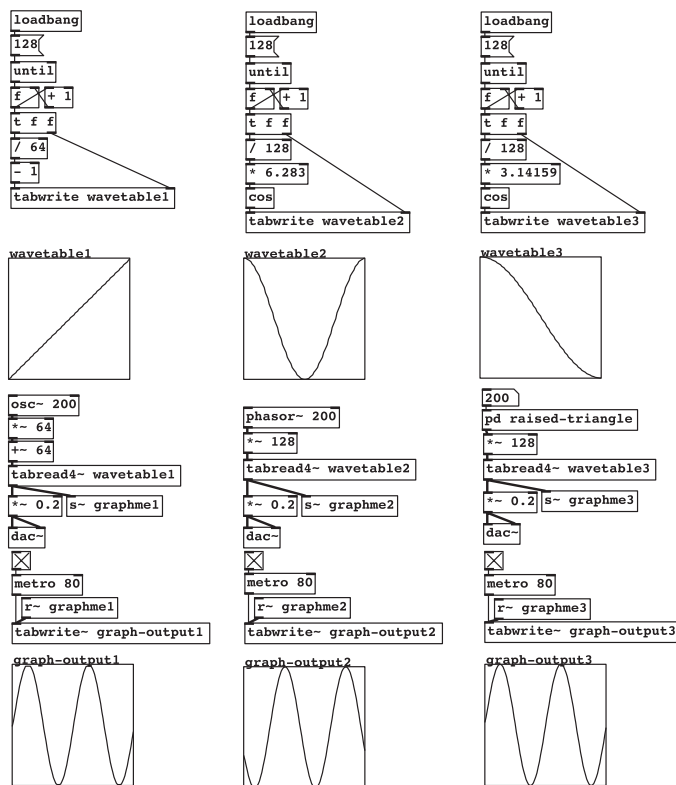 loadbang
128
until
f
+ 1
t f f
/ 64
- 1
tabwrite wavetable1
wavetable1
osc~ 200
*~ 64
+~ 64
tabread4~ wavetable1
*~ 0.2
s~ graphme1
dac~
metro 80
r~ graphme1
tabwrite~ graph-output1
graph-output1
loadbang
128
until
f
+ 1
t f f
/ 128
* 6.283
cos
tabwrite wavetable2
wavetable2
phasor~ 200
*~ 128
tabread4~ wavetable2
*~ 0.2
s~ graphme2
dac~
metro 80
r~ graphme2
tabwrite~ graph-output2
graph-output2
loadbang
128
until
f
+ 1
t f f
/ 128
* 3.14159
cos
tabwrite wavetable3
wavetable3
200
pd raised-triangle
*~ 128
tabread4~ wavetable3
*~ 0.2
s~ graphme3
dac~
metro 80
r~ graphme3
tabwrite~ graph-output3
graph-output3